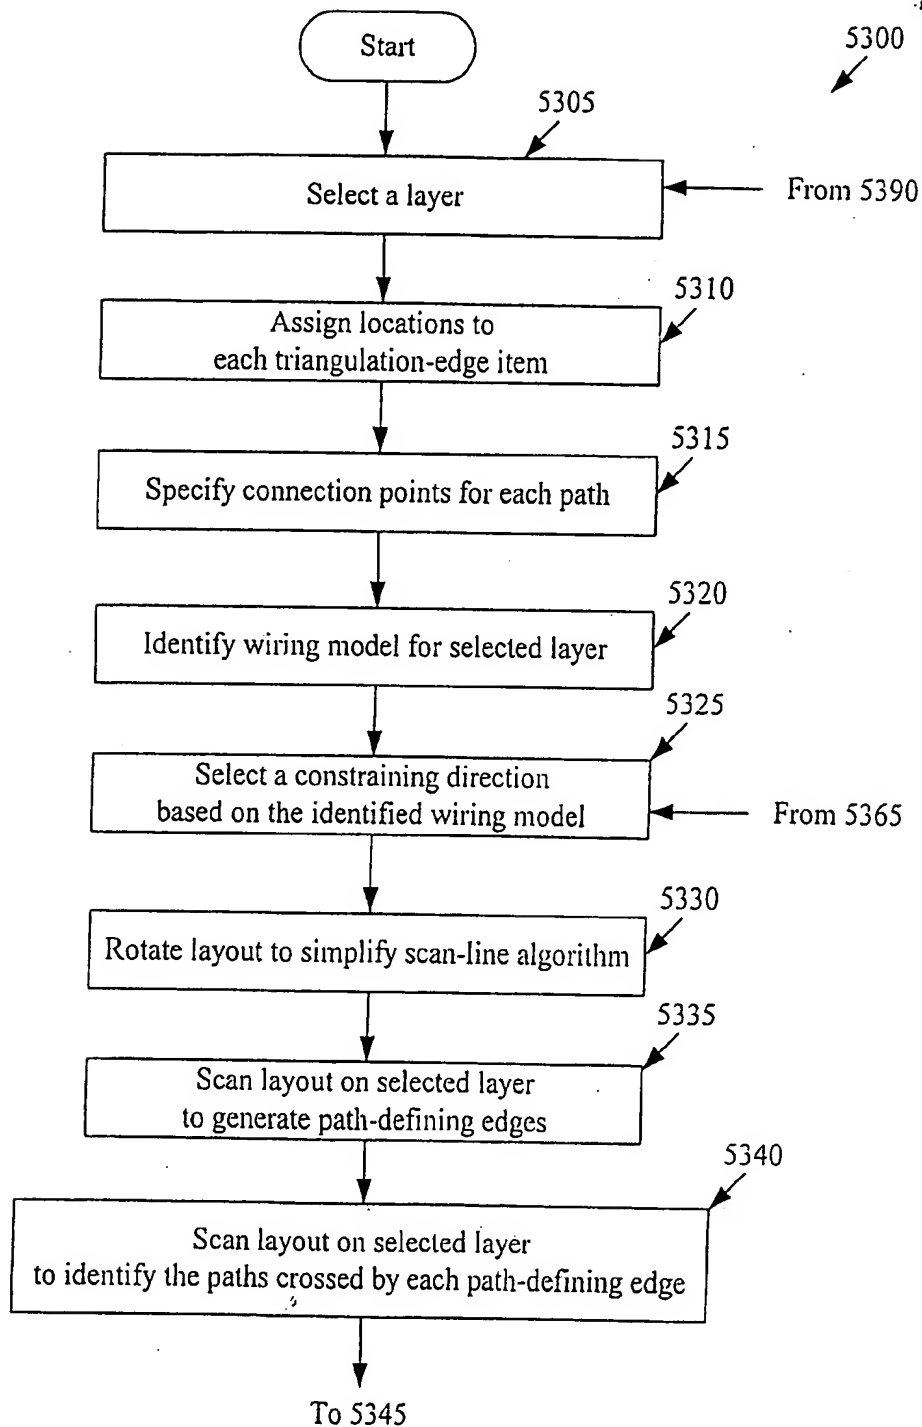 Start
5300
5305
Select a layer
From 5390
5310
Assign locations to
each triangulation-edge item
5315
Specify connection points for each path
5320
Identify wiring model for selected layer
5325
Select a constraining direction
based on the identified wiring model
From 5365
5330
Rotate layout to simplify scan-line algorithm
5335
Scan layout on selected layer
to generate path-defining edges
5340
Scan layout on selected layer
to identify the paths crossed by each path-defining edge
To 5345